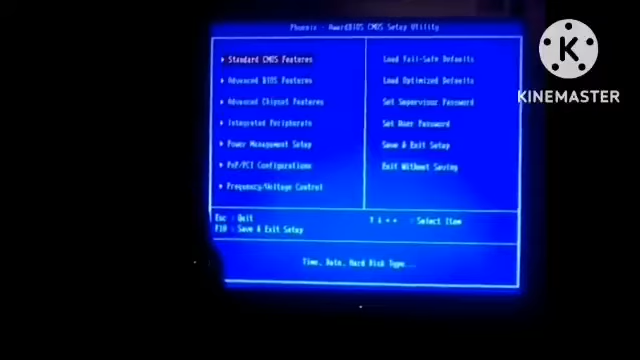 Phoenix - AwardBIOS CMOS Setup Utility
Standard CMOS Features
Advanced BIOS Features
Advanced Chipset Features
Integrated Peripherals
Power Management Setup
PnP/PCI Configurations
Frequency/Voltage Control
Load Fail-Safe Defaults
Load Optimized Defaults
Set Supervisor Password
Set User Password
Save & Exit Setup
Exit Without Saving
Esc : Quit
F10 : Save & Exit Setup
↑ ↓ → ← : Select Item
Time, Date, Hard Disk Type...
K
KINEMASTER